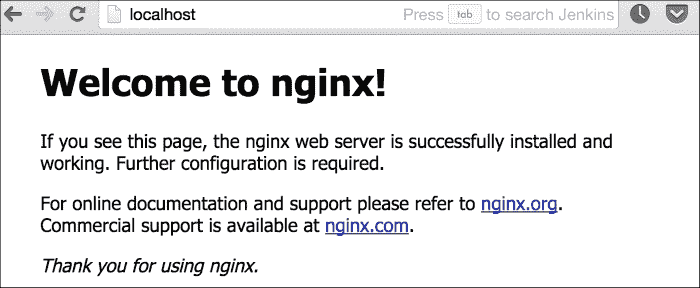 localhost Press tab to search Jenkins
Welcome to nginx!
If you see this page, the nginx web server is successfully installed and
working. Further configuration is required.
For online documentation and support please refer to nginx.org.
Commercial support is available at nginx.com.
Thank you for using nginx.